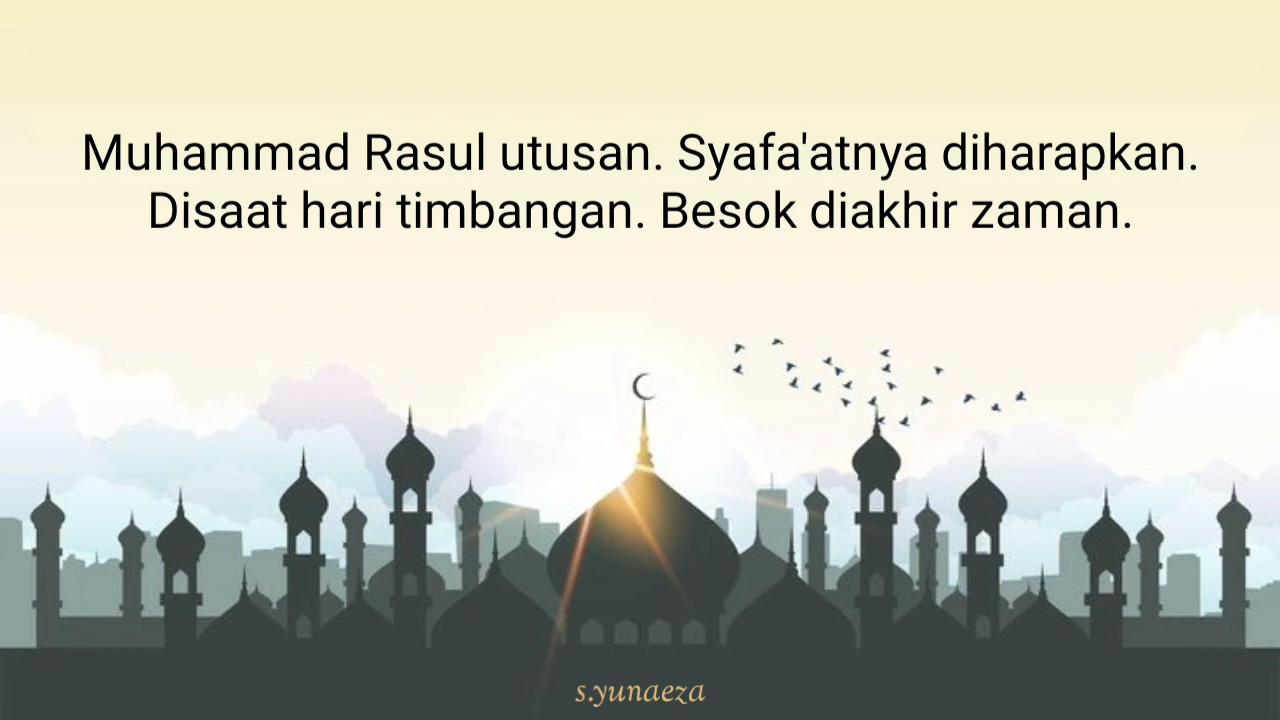 Muhammad Rasul utusan. Syafa'atnya diharapkan.
Disaat hari timbangan. Besok diakhir zaman.
s.yunaeza